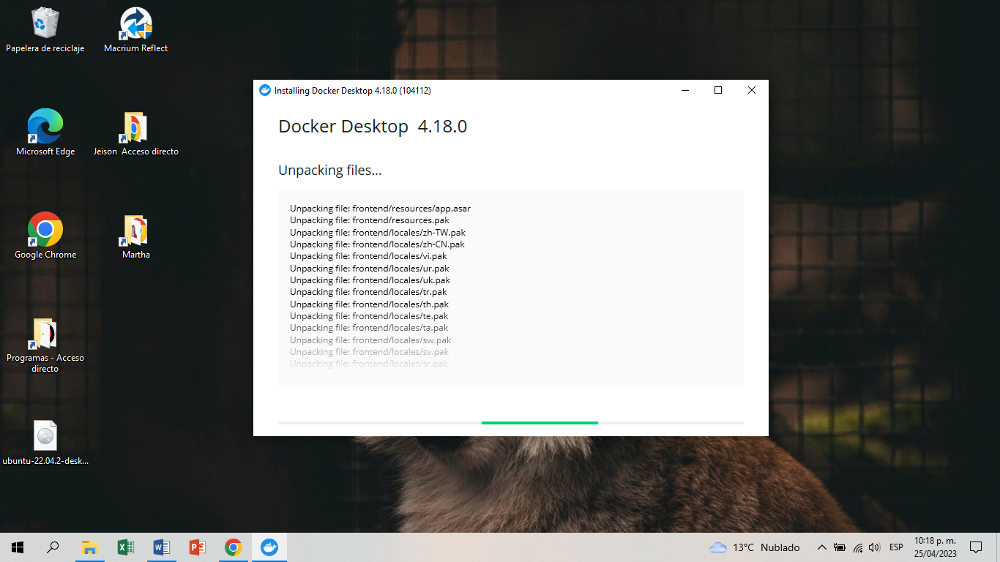 Papelera de reciclaje
Macrium Reflect
Microsoft Edge
Jeison  Acceso directo
Google Chrome
Martha
Programas - Acceso
directo
ubuntu-22.04.2-desk...
Installing Docker Desktop 4.18.0 (104112)
Docker Desktop  4.18.0
Unpacking files...
Unpacking file: frontend/resources/app.asar
Unpacking file: frontend/resources.pak
Unpacking file: frontend/locales/zh-TW.pak
Unpacking file: frontend/locales/zh-CN.pak
Unpacking file: frontend/locales/vi.pak
Unpacking file: frontend/locales/ur.pak
Unpacking file: frontend/locales/uk.pak
Unpacking file: frontend/locales/tr.pak
Unpacking file: frontend/locales/th.pak
Unpacking file: frontend/locales/te.pak
Unpacking file: frontend/locales/ta.pak
Unpacking file: frontend/locales/sw.pak
Unpacking file: frontend/locales/sv.pak
Unpacking file: frontend/locales/sr.pak
13°C  Nublado
ESP
10:18 p. m.
25/04/2023